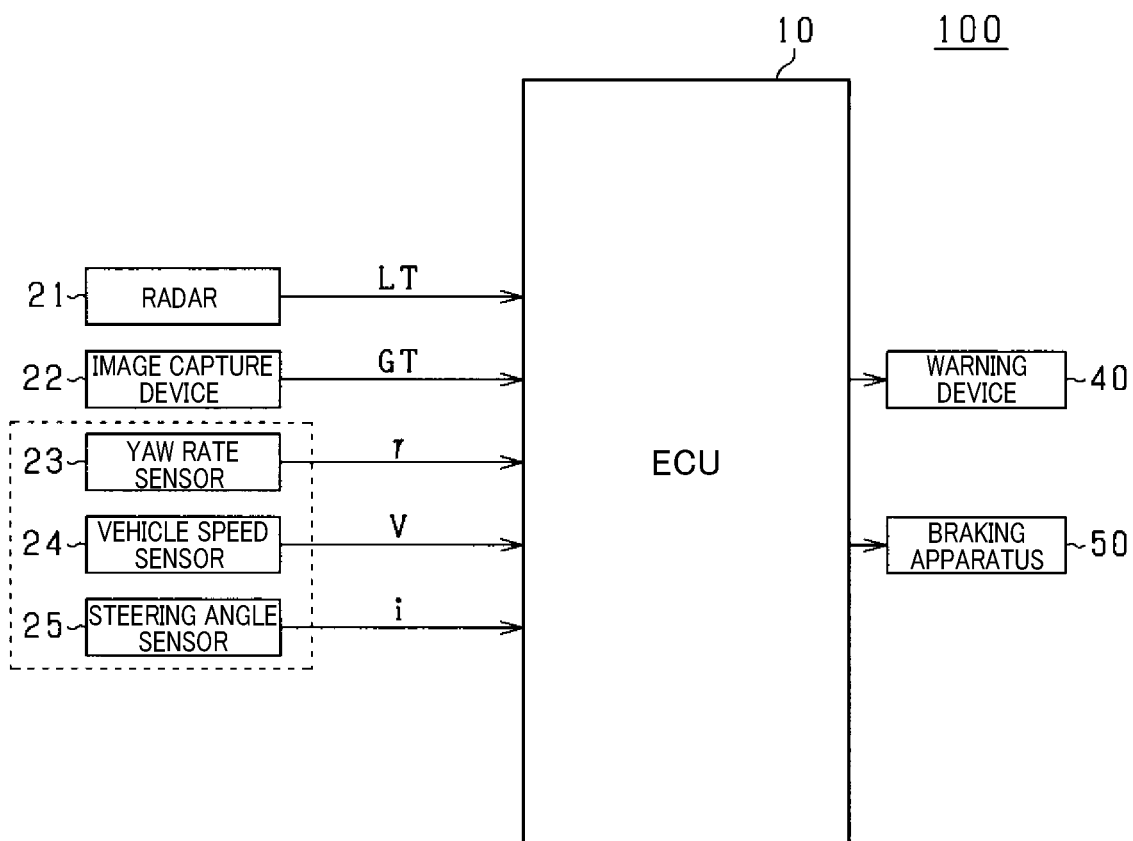 10
100
21
RADAR
LT
22
IMAGE CAPTURE
DEVICE
GT
WARNING
DEVICE
40
23
YAW RATE
SENSOR
r
ECU
24
VEHICLE SPEED
SENSOR
V
BRAKING
APPARATUS
50
25
STEERING ANGLE
SENSOR
i